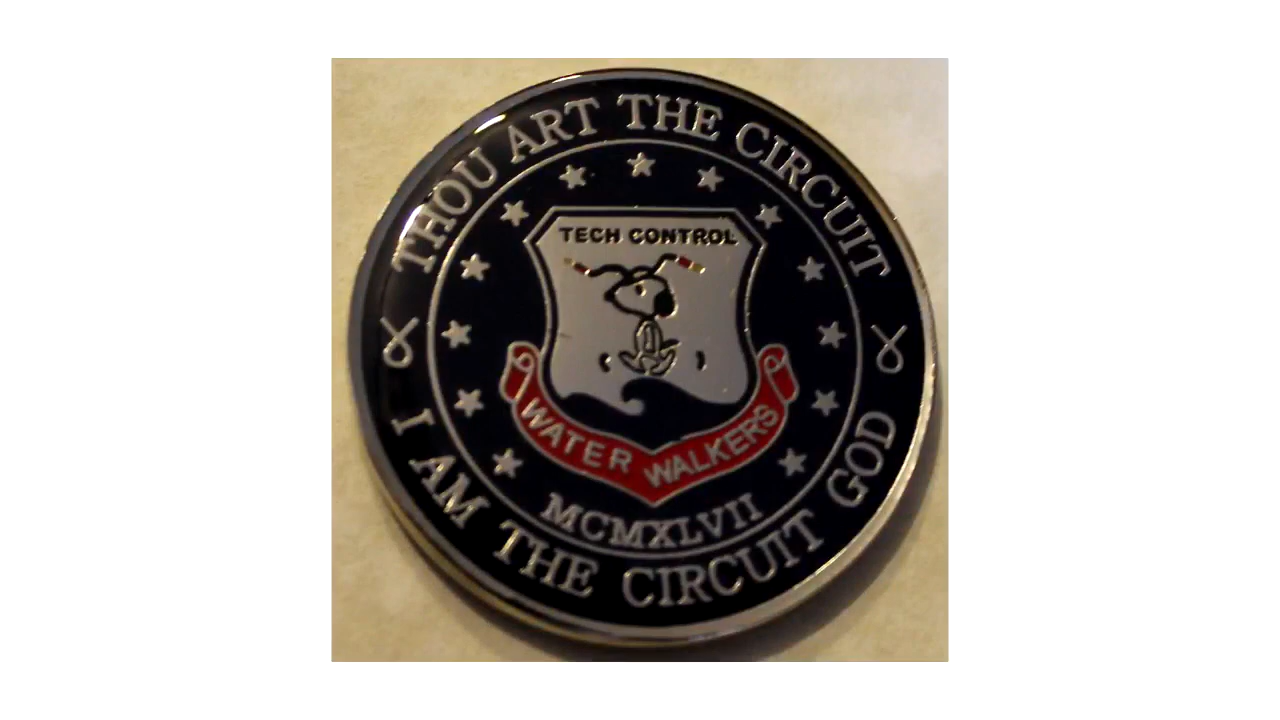 THOU ART THE CIRCUIT
TECH CONTROL
WATER WALKERS
MCMXLVII
I AM THE CIRCUIT GOD